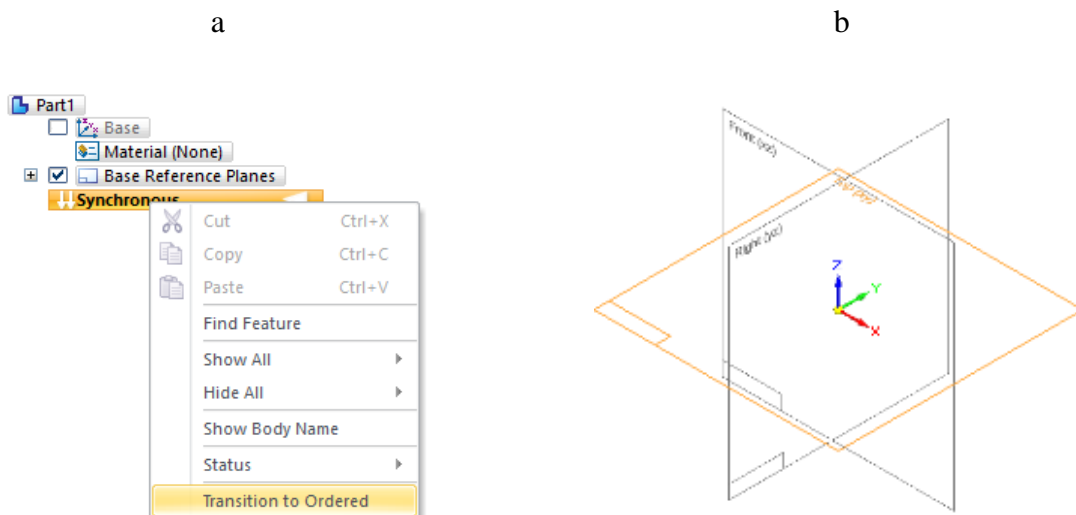 a
b
Part1
Base
Material (None)
Base Reference Planes
Synchronous
Cut Ctrl+X
Copy Ctrl+C
Paste Ctrl+V
Find Feature
Show All
Hide All
Show Body Name
Status
Transition to Ordered
Front (xz)
Right (yz)
Z
Y
X